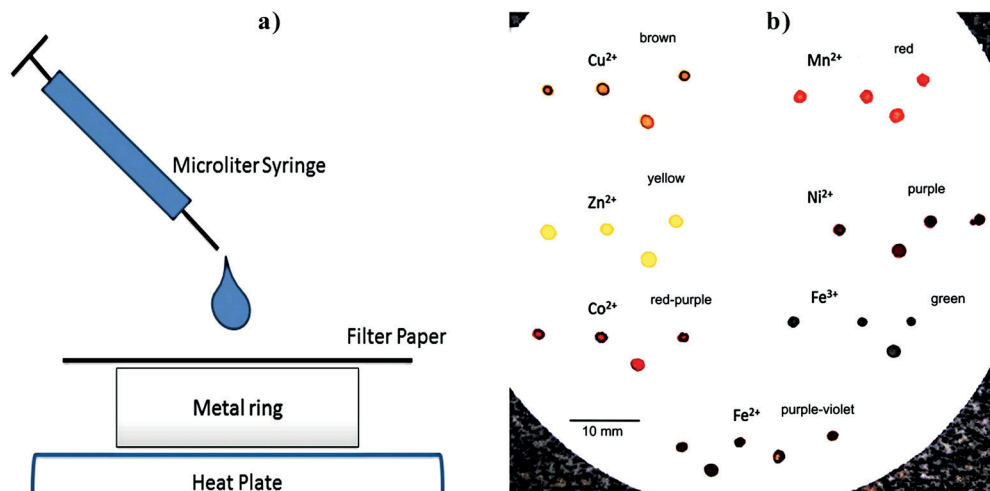 a)
Microliter Syringe
Filter Paper
Metal ring
Heat Plate
b)
brown
Cu²⁺
red
Mn²⁺
yellow
Zn²⁺
purple
Ni²⁺
red-purple
Co²⁺
Fe³⁺
green
Fe²⁺
purple-violet
10 mm